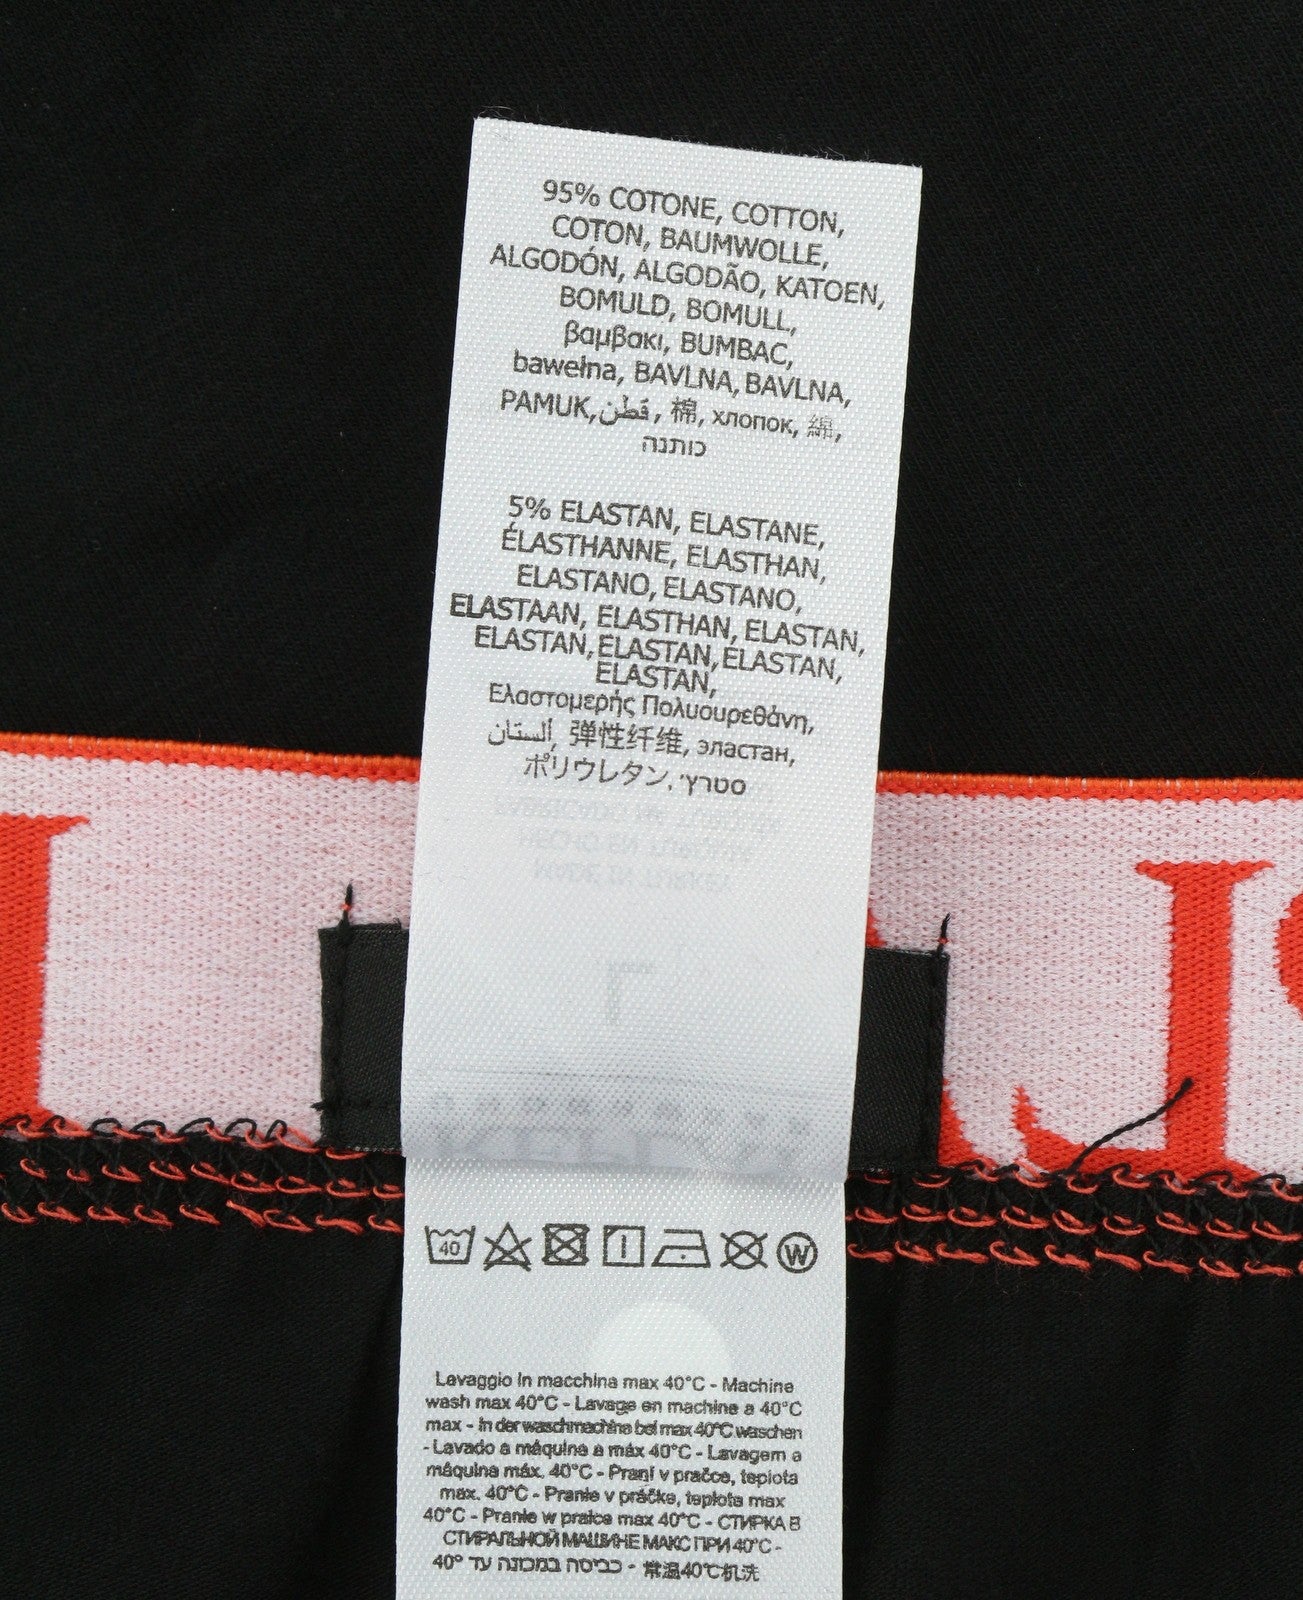 95% COTONE, COTTON,
COTON, BAUMWOLLE,
ALGODÓN, ALGODÃO, KATOEN,
BOMULD, BOMULL,
βαμβακι, BUMBAC,
bawełna, BAVLNA, BAVLNA,
PAMUK, قطن, 棉, хлопок, 綿,
כותנה
5% ELASTAN, ELASTANE,
ÉLASTHANNE, ELASTHAN,
ELASTANO, ELASTANO,
ELASTAAN, ELASTHAN, ELASTAN,
ELASTAN, ELASTAN, ELASTAN,
ELASTAN,
Ελαστομερής Πολυουρεθάνη,
ألستان, 弹性纤维, эластан,
ポリウレタン, סטרץ'
40 W
Lavaggio in macchina max 40°C - Machine
wash max 40°C - Lavage en machine a 40°C
max - in der waschmachine bei max 40°C waschen
- Lavado a máquina a máx 40°C - Lavagem a
máquina máx. 40°C - Praní v pračce, teplota
max. 40°C - Pranie v práčke, teplota max
40°C - Pranie w pralce max 40°C - СТИРКА В
СТИРАЛЬНОЙ МАШИНЕ МАКС ПРИ 40°C -
כביסה במכונה עד 40° - 常温40℃机洗